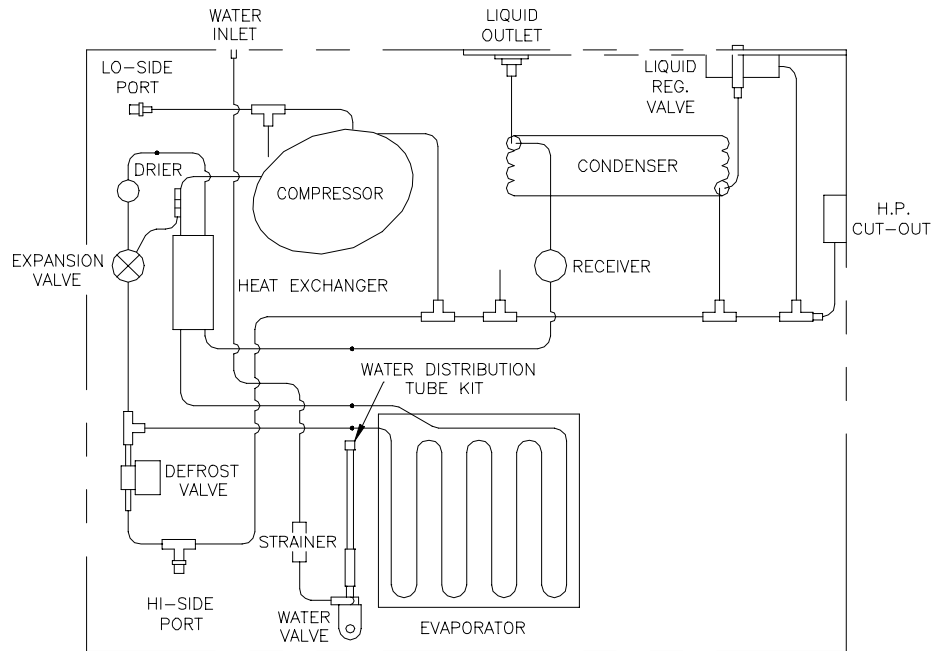 WATER
INLET
LIQUID
OUTLET
LO-SIDE
PORT
LIQUID
REG.
VALVE
DRIER
COMPRESSOR
CONDENSER
H.P.
CUT-OUT
EXPANSION
VALVE
HEAT EXCHANGER
RECEIVER
WATER DISTRIBUTION
TUBE KIT
DEFROST
VALVE
STRAINER
HI-SIDE
PORT
WATER
VALVE
EVAPORATOR